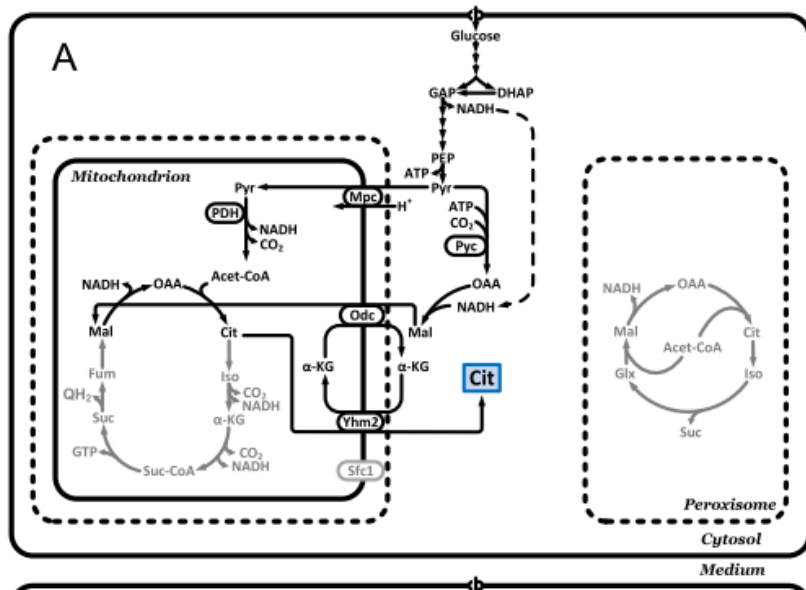 A
Glucose
GAP
DHAP
NADH
PEP
ATP
Pyr
Mitochondrion
Pyr
Mpc
H⁺
PDH
NADH
CO₂
ATP
CO₂
Pyc
NADH
OAA
Acet-CoA
OAA
NADH
Mal
Cit
Odc
Mal
Fum
Iso
α-KG
α-KG
Cit
QH₂
CO₂
NADH
Suc
α-KG
Yhm2
GTP
CO₂
NADH
Suc-CoA
Sfc1
NADH
OAA
Mal
Cit
Acet-CoA
Glx
Iso
Suc
Peroxisome
Cytosol
Medium